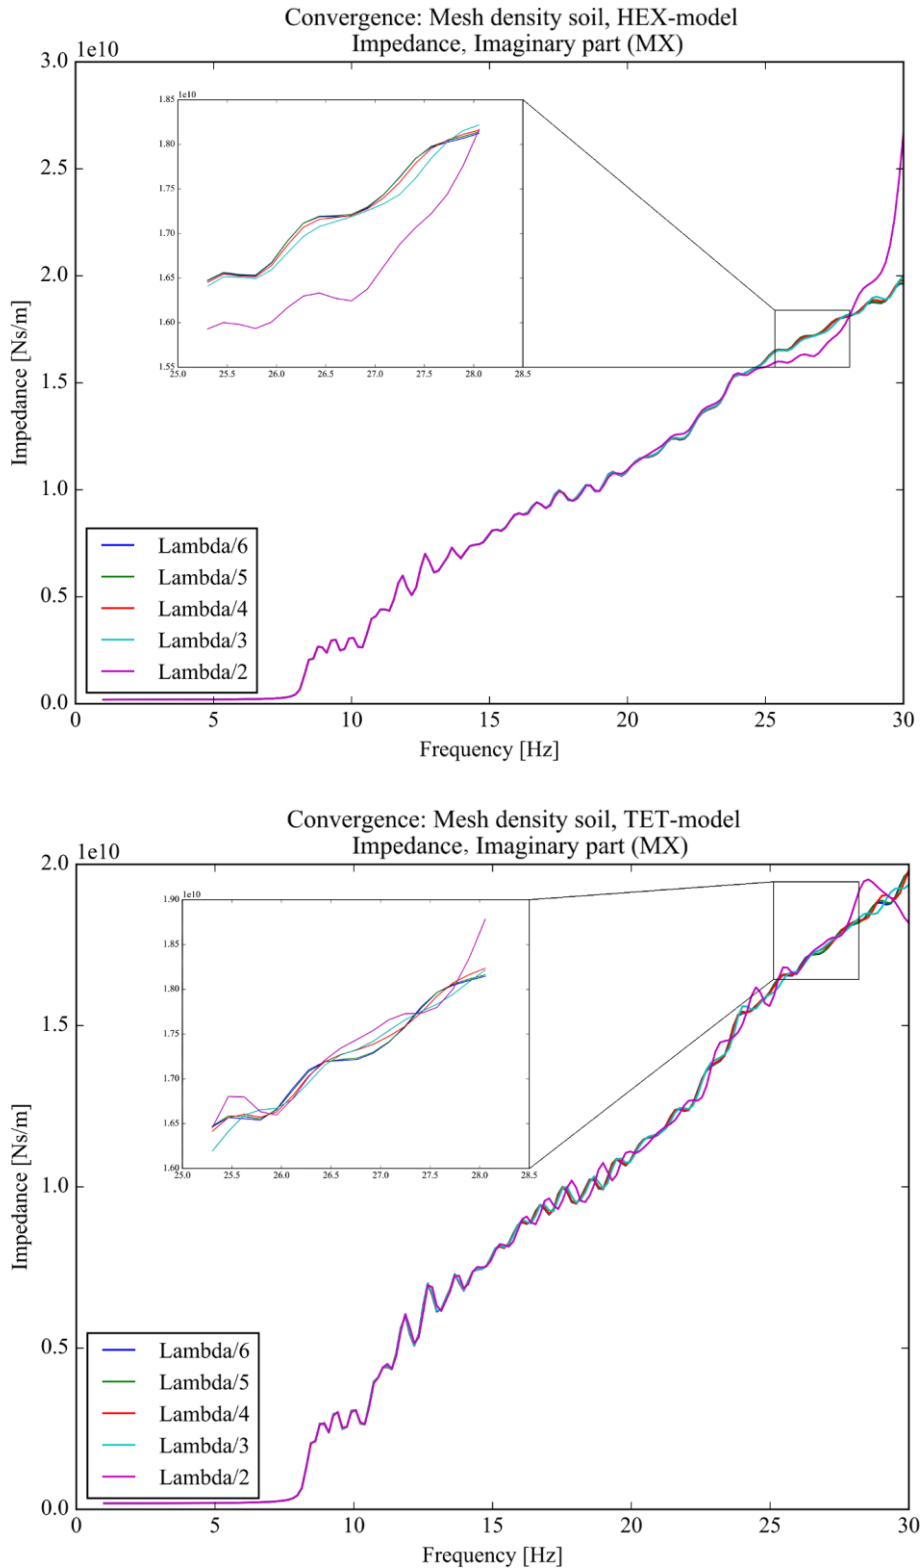 Convergence: Mesh density soil, HEX-model
Impedance, Imaginary part (MX)
1e10
3.0
2.5
2.0
1.5
1.0
0.5
0.0
Impedance [Ns/m]
1e10
1.85
1.80
1.75
1.70
1.65
1.60
1.55
25.0 25.5 26.0 26.5 27.0 27.5 28.0 28.5
Lambda/6
Lambda/5
Lambda/4
Lambda/3
Lambda/2
0 5 10 15 20 25 30
Frequency [Hz]
Convergence: Mesh density soil, TET-model
Impedance, Imaginary part (MX)
1e10
2.0
1.5
1.0
0.5
0.0
Impedance [Ns/m]
1e10
1.90
1.85
1.80
1.75
1.70
1.65
1.60
25.0 25.5 26.0 26.5 27.0 27.5 28.0 28.5
Lambda/6
Lambda/5
Lambda/4
Lambda/3
Lambda/2
0 5 10 15 20 25 30
Frequency [Hz]